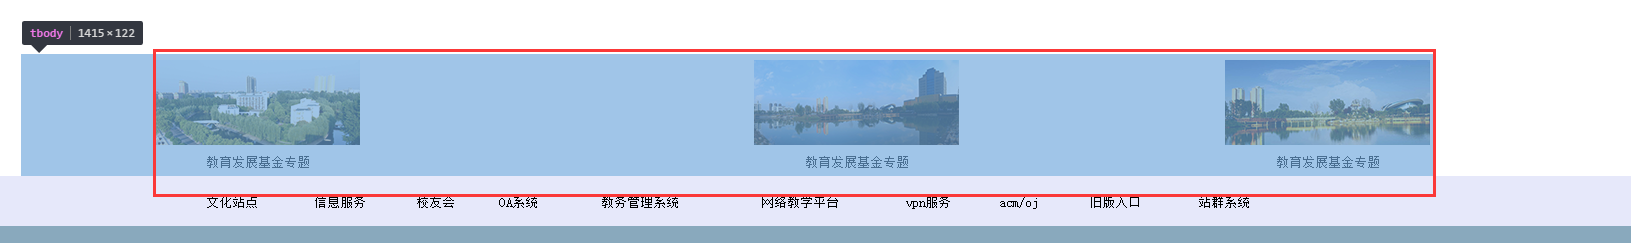 tbody 1415×122
教育发展基金专题 教育发展基金专题 教育发展基金专题
文化站点 信息服务 校友会 OA系统 教务管理系统 网络教学平台 vpn服务 acm/oj 旧版入口 站群系统